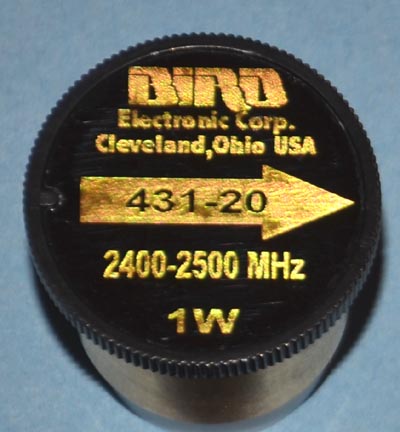 BIRD
Electronic Corp.
Cleveland,Ohio USA
431-20
2400-2500 MHz
1W